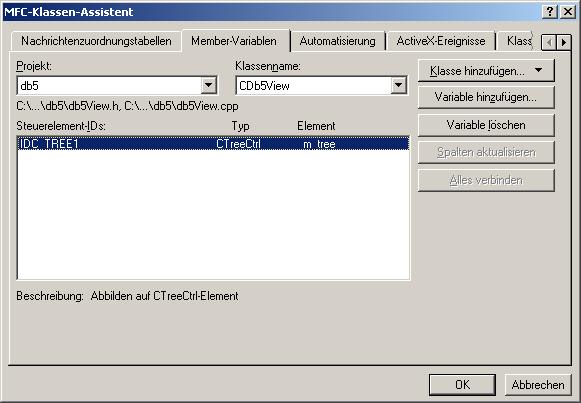 MFC-Klassen-Assistent
Nachrichtenzuordnungstabellen Member-Variablen Automatisierung ActiveX-Ereignisse Klass
Projekt: Klassenname: Klasse hinzufügen...
db5 CDb5View
Variable hinzufügen...
C:\...\db5\db5View.h, C:\...\db5\db5View.cpp
Steuerelement-IDs: Typ Element Variable löschen
IDC_TREE1 CTreeCtrl m_tree
Spalten aktualisieren
Alles verbinden
Beschreibung: Abbilden auf CTreeCtrl-Element
OK Abbrechen